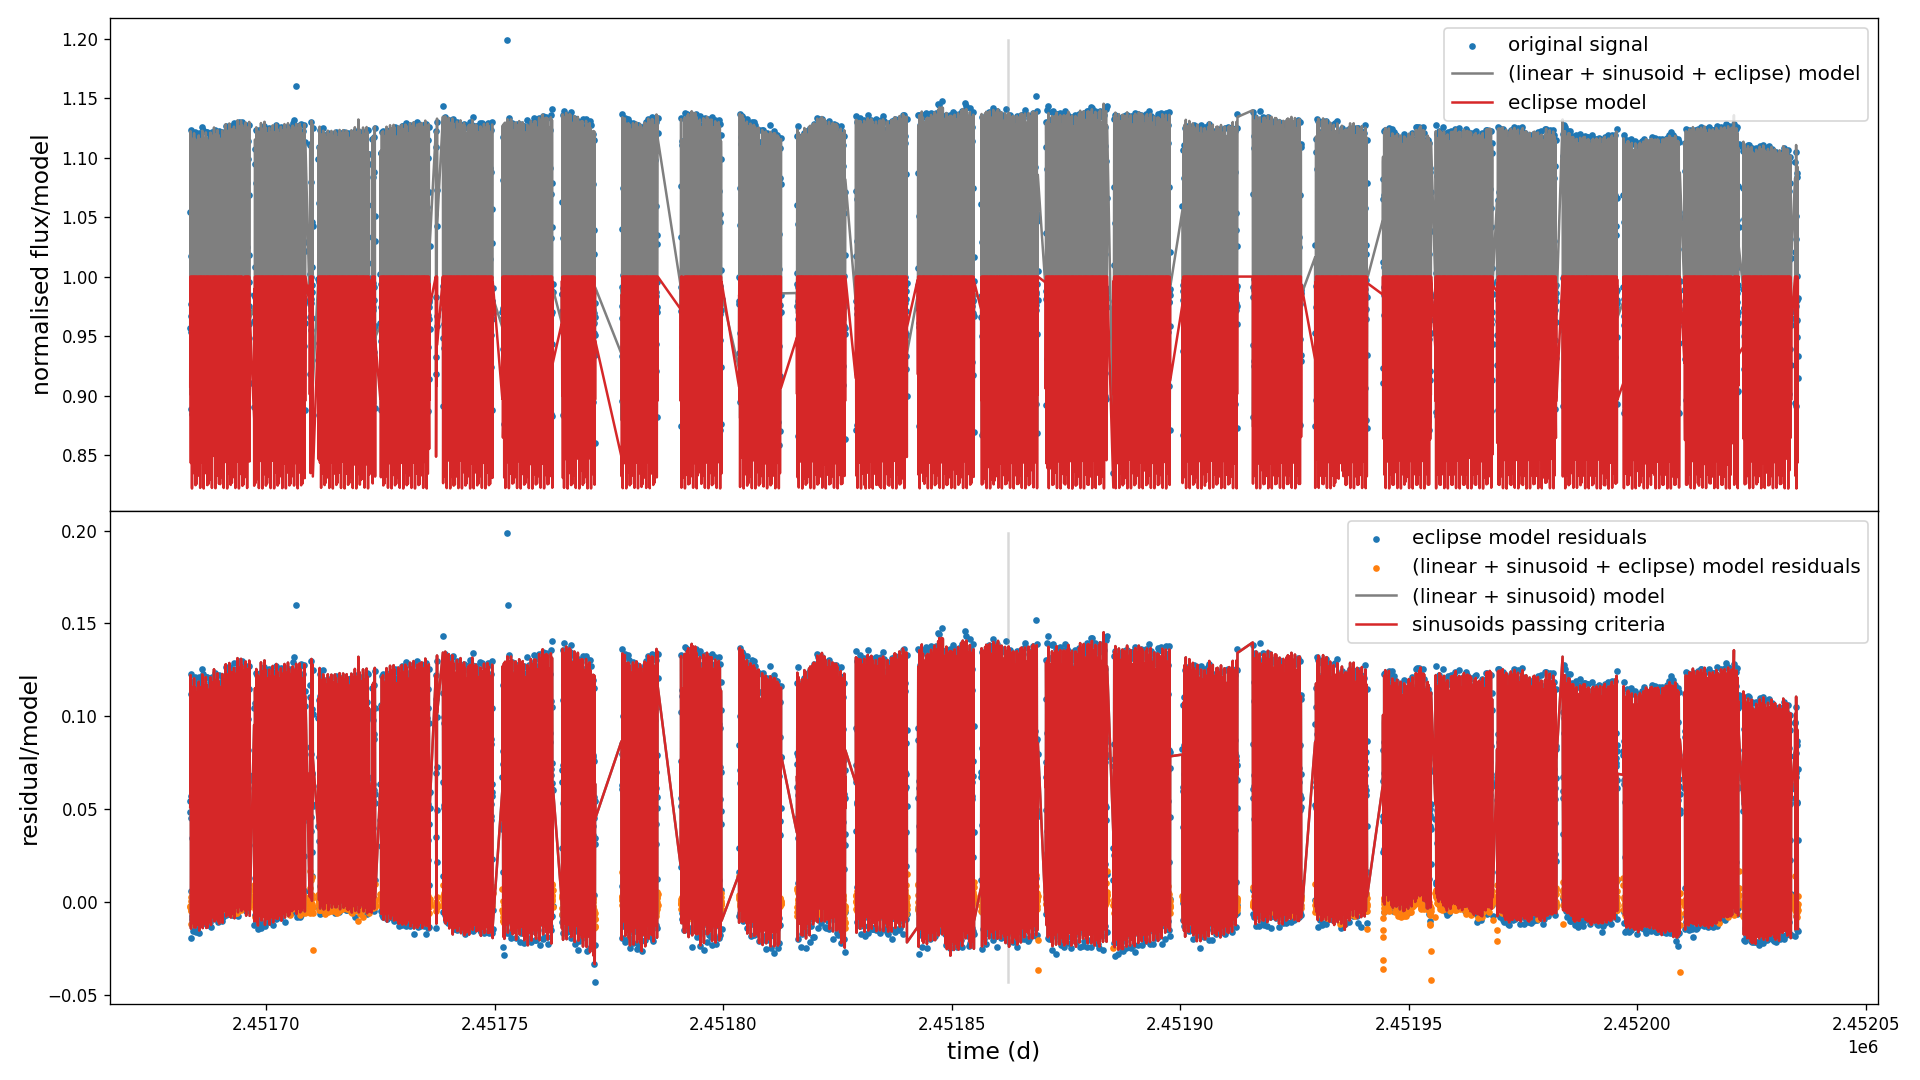 1.20
1.15
1.10
1.05
1.00
0.95
0.90
0.85
normalised flux/model
original signal
(linear + sinusoid + eclipse) model
eclipse model
0.20
0.15
0.10
0.05
0.00
−0.05
residual/model
eclipse model residuals
(linear + sinusoid + eclipse) model residuals
(linear + sinusoid) model
sinusoids passing criteria
2.45170 2.45175 2.45180 2.45185 2.45190 2.45195 2.45200 2.45205
1e6
time (d)